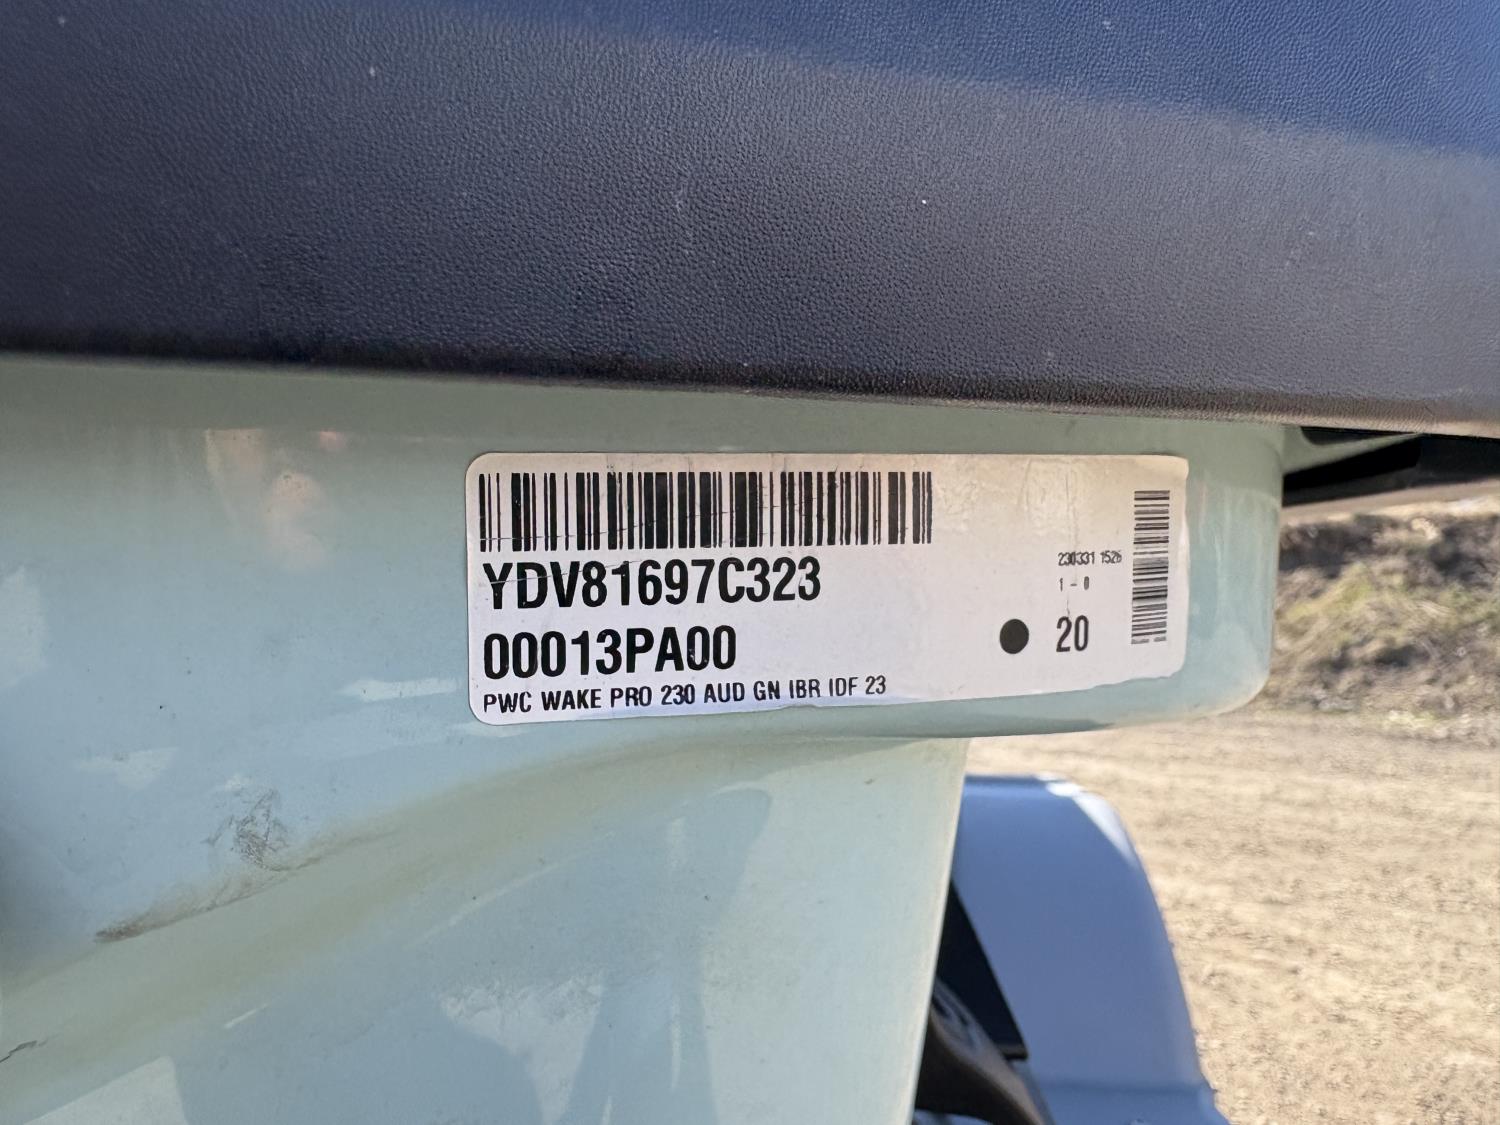 YDV81697C323
00013PA00
PWC WAKE PRO 230 AUD GN IBR IDF 23
230331 1526
1 - 0
20